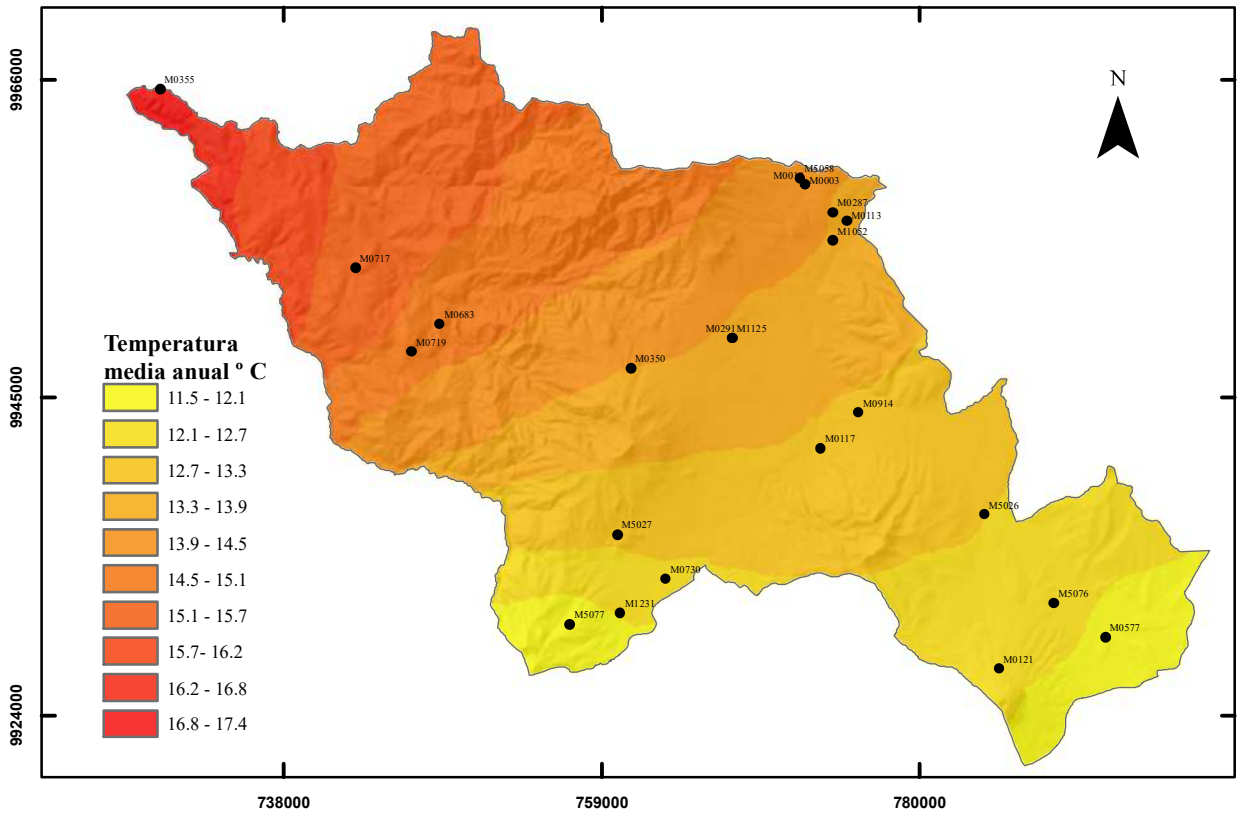 9966000
9945000
9924000
738000
759000
780000
N
M0355
M5058
M001
M0003
M0287
M0113
M1052
M0717
M0683
M0719
M0291 M1125
M0350
M0914
M0117
M5026
M5027
M0730
M1231
M5077
M5076
M0577
M0121
Temperatura
media anual º C
11.5 - 12.1
12.1 - 12.7
12.7 - 13.3
13.3 - 13.9
13.9 - 14.5
14.5 - 15.1
15.1 - 15.7
15.7- 16.2
16.2 - 16.8
16.8 - 17.4